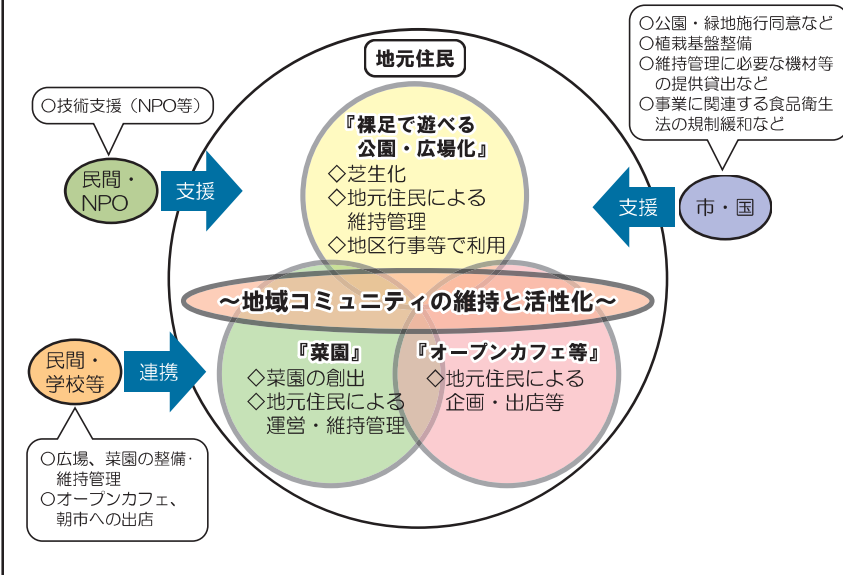 地元住民
○公園・緑地施行同意など
○植栽基盤整備
○維持管理に必要な機材等
の提供貸出など
○事業に関連する食品衛生
法の規制緩和など
○技術支援（NPO等）
民間・
NPO
支援
『裸足で遊べる
公園・広場化』
◇芝生化
◇地元住民による
維持管理
◇地区行事等で利用
支援
市・国
～地域コミュニティの維持と活性化～
民間・
学校等
連携
『菜園』
◇菜園の創出
◇地元住民による
運営・維持管理
『オープンカフェ等』
◇地元住民による
企画・出店等
○広場、菜園の整備・
維持管理
○オープンカフェ、
朝市への出店